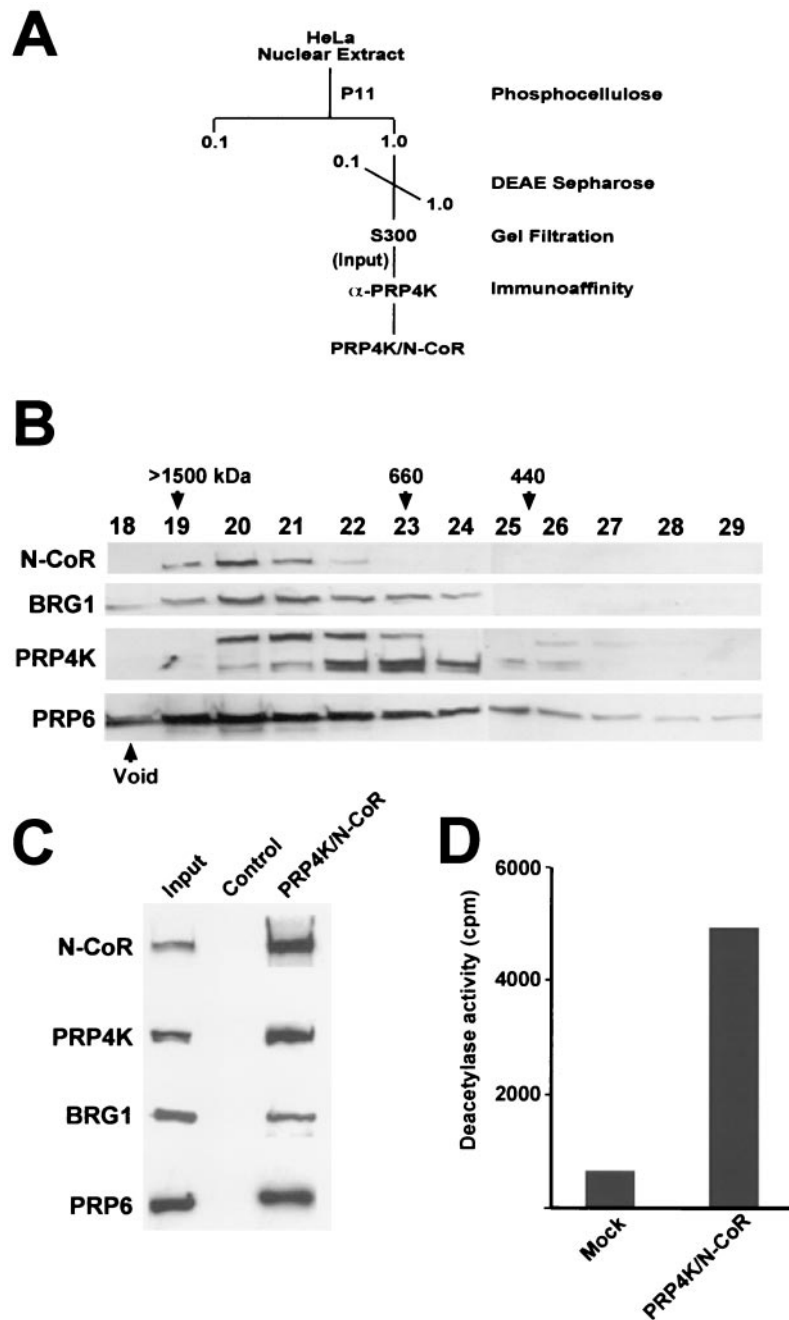 A
HeLa
Nuclear Extract
P11
Phosphocellulose
0.1
1.0
0.1
1.0
DEAE Sepharose
S300
Gel Filtration
(Input)
α-PRP4K
Immunoaffinity
PRP4K/N-CoR
B
>1500 kDa 660 440
18 19 20 21 22 23 24 25 26 27 28 29
N-CoR
BRG1
PRP4K
PRP6
Void
C
Input Control PRP4K/N-CoR
N-CoR
PRP4K
BRG1
PRP6
D
Deacetylase activity (cpm)
6000
4000
2000
Mock PRP4K/N-CoR